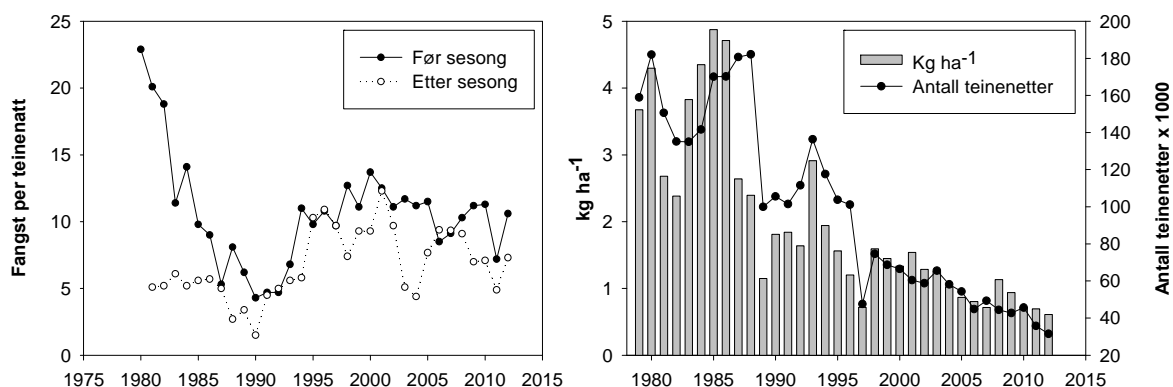 25
20
15
10
5
0
Fangst per teinenatt
Før sesong
Etter sesong
1975 1980 1985 1990 1995 2000 2005 2010 2015
5
4
3
2
1
0
kg ha⁻¹
Kg ha⁻¹
Antall teinenetter
1980 1985 1990 1995 2000 2005 2010 2015
200
180
160
140
120
100
80
60
40
20
Antall teinenetter x 1000